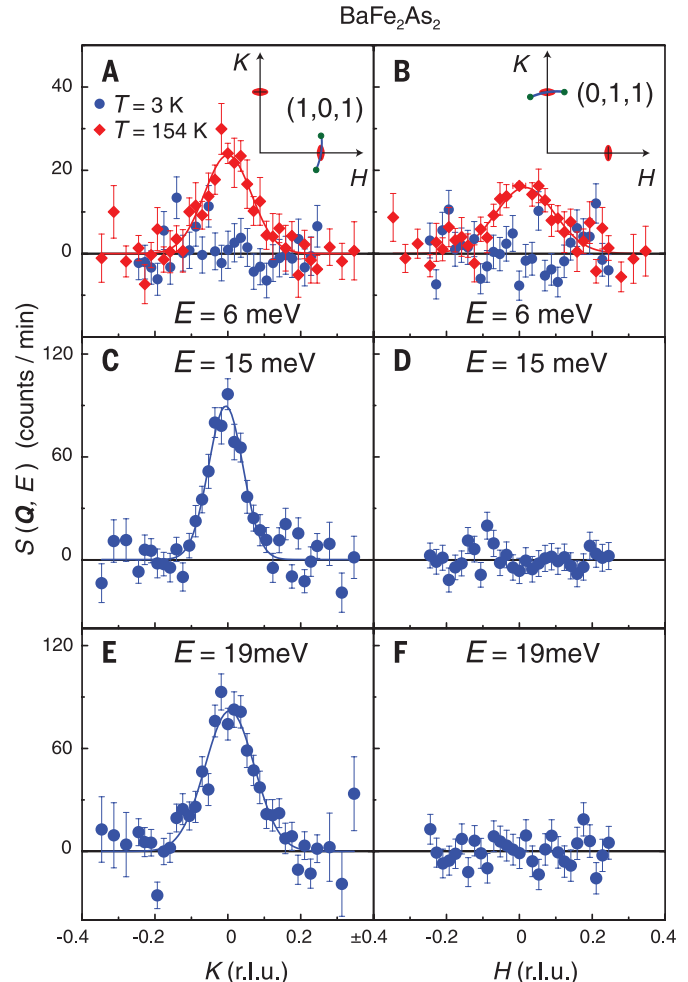 BaFe2As2
A
K
(1,0,1)
H
T = 3 K
T = 154 K
E = 6 meV
B
K
(0,1,1)
H
E = 6 meV
40
20
0
C
E = 15 meV
D
E = 15 meV
120
60
0
S (Q, E) (counts / min)
E
E = 19meV
F
E = 19meV
120
60
0
-0.4
-0.2
0
0.2
±0.4
-0.2
0
0.2
0.4
K (r.l.u.)
H (r.l.u.)